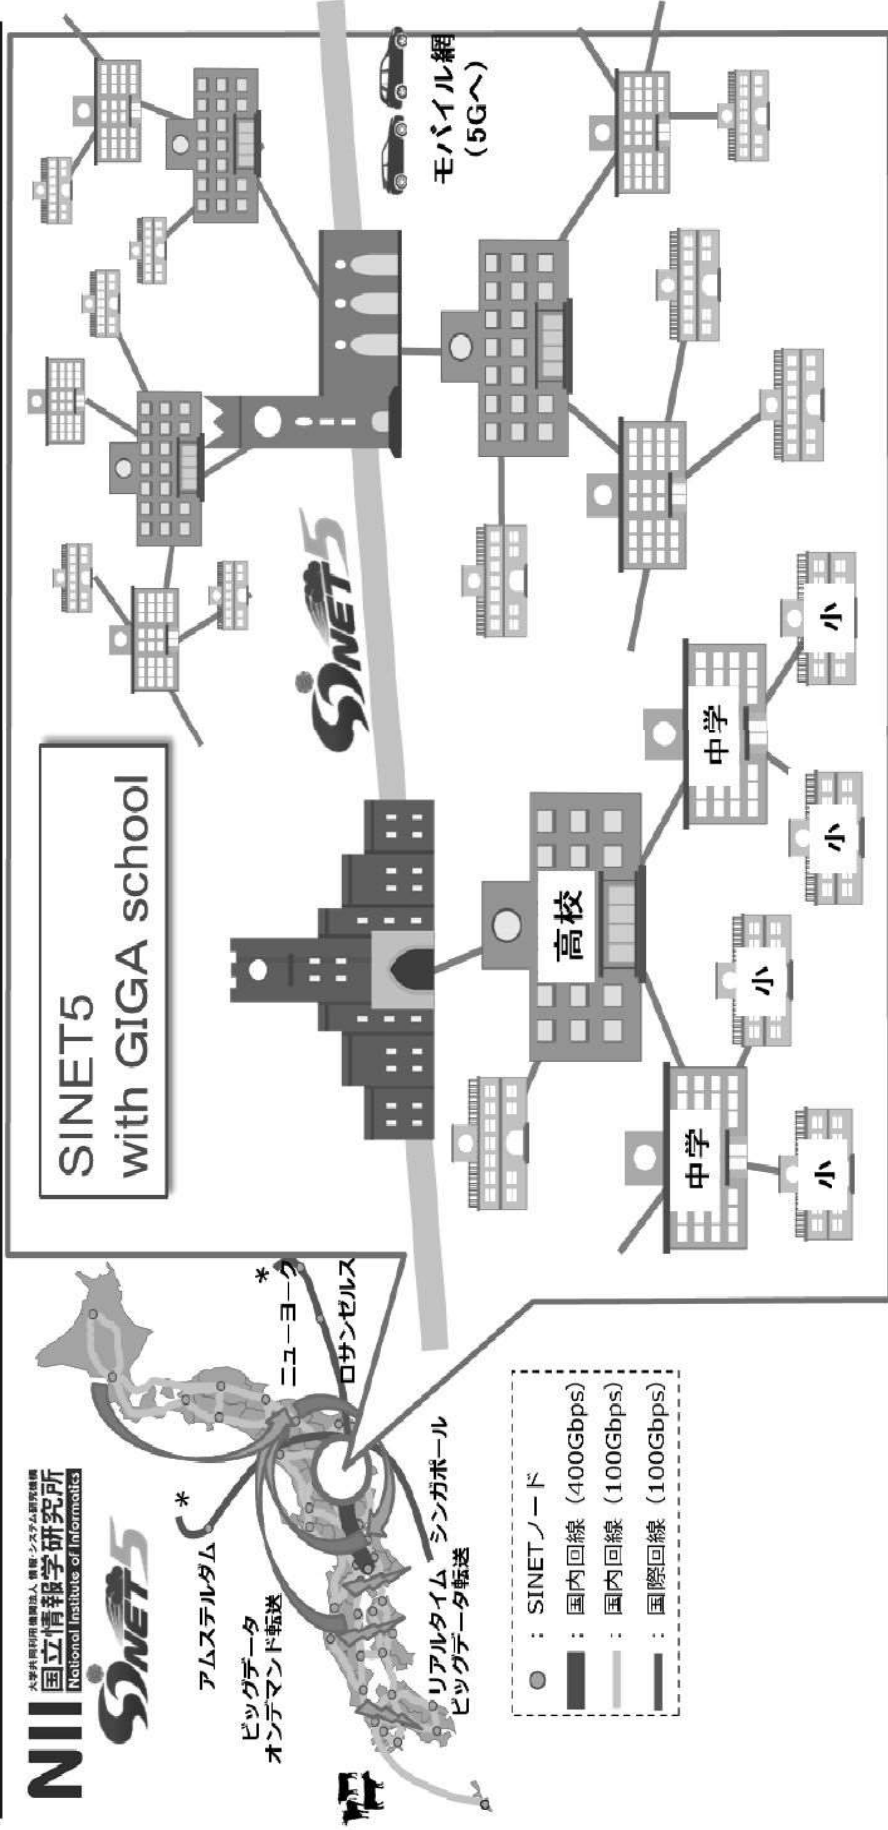 NII
大学共同利用機関法人 情報・システム研究機構
国立情報学研究所
National Institute of Informatics
SINET5
アムステルダム
*
ビッグデータ
オンデマンド転送
*
ニューヨーク
ロサンゼルス
シンガポール
リアルタイム
ビッグデータ転送
: SINETノード
: 国内回線 (400Gbps)
: 国内回線 (100Gbps)
: 国際回線 (100Gbps)
SINET5
with GIGA school
SINET5
モバイル網
(5Gへ)
高校
中学
中学
小
小
小
小